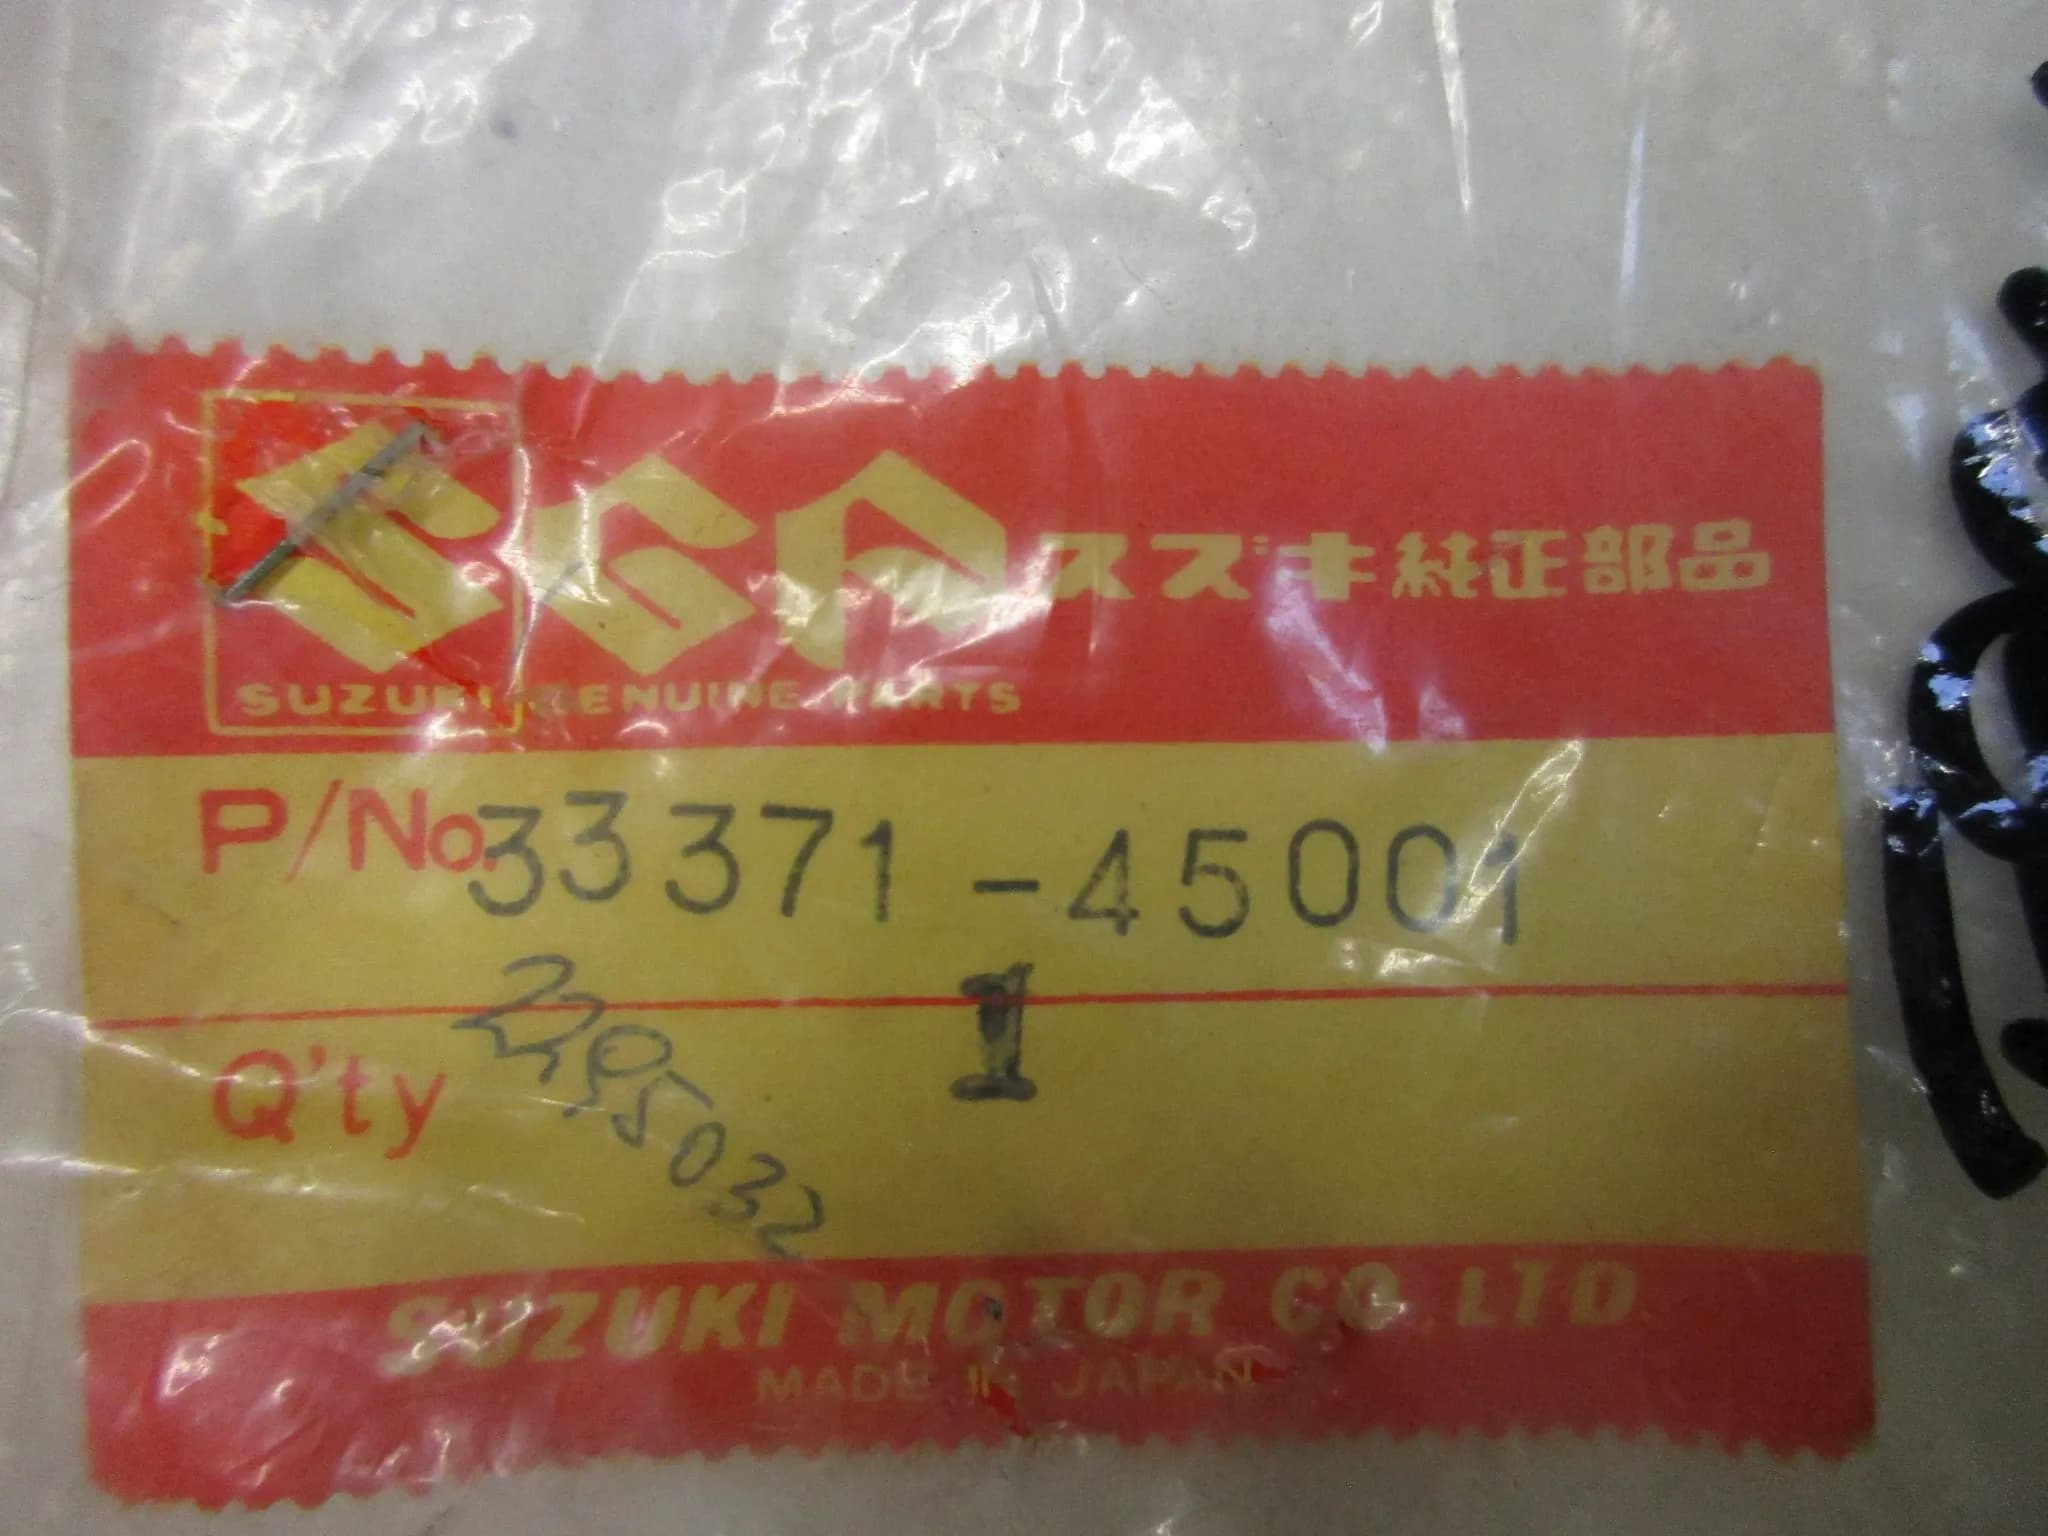 SGP スズキ純正部品
SUZUKI GENUINE PARTS
P/No. 33371-45001
Q'ty 1
SUZUKI MOTOR CO. LTD.
MADE IN JAPAN